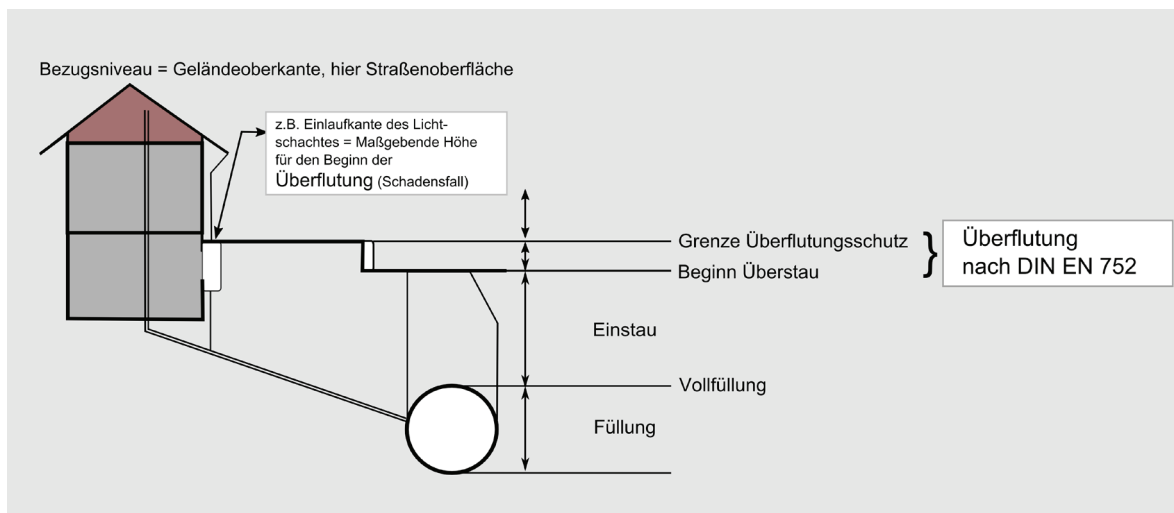 Bezugsniveau = Geländeoberkante, hier Straßenoberfläche
z.B. Einlaufkante des Licht-
schachtes = Maßgebende Höhe
für den Beginn der
Überflutung (Schadensfall)
Grenze Überflutungsschutz
Beginn Überstau
Überflutung
nach DIN EN 752
Einstau
Vollfüllung
Füllung